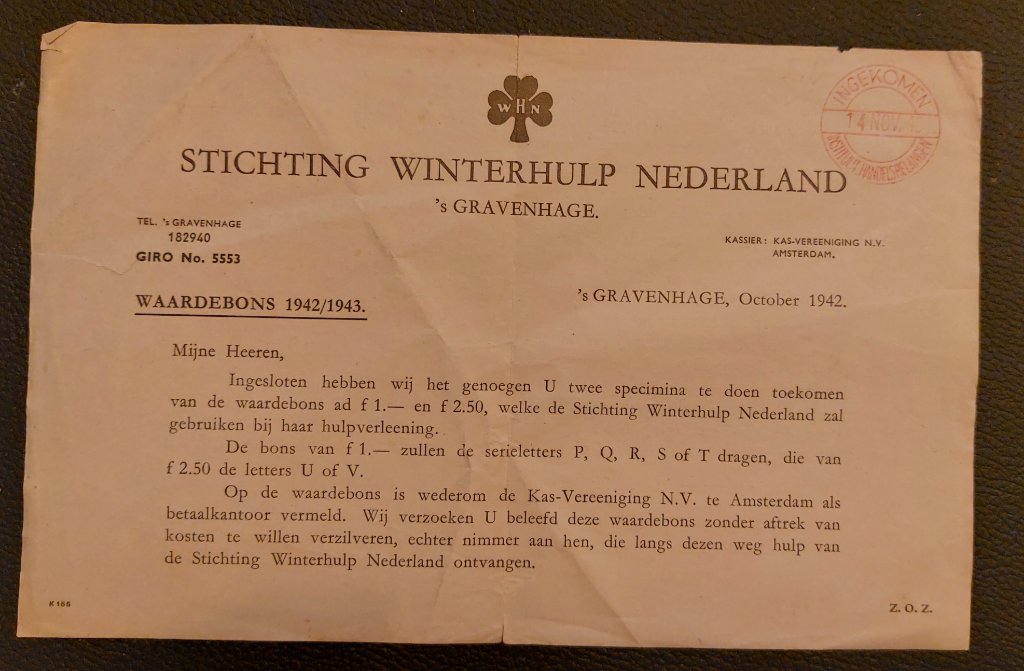 WHN
INGEKOMEN
14 NOV.
STICHTING WINTERHULP NEDERLAND
's GRAVENHAGE.
TEL. 's GRAVENHAGE
182940
GIRO No. 5553
KASSIER: KAS-VEREENIGING N.V.
AMSTERDAM.
WAARDEBONS 1942/1943.
's GRAVENHAGE, October 1942.
Mijne Heeren,
Ingesloten hebben wij het genoegen U twee specimina te doen toekomen
van de waardebons ad f 1.— en f 2.50, welke de Stichting Winterhulp Nederland zal
gebruiken bij haar hulpverleening.
De bons van f 1.— zullen de serieletters P, Q, R, S of T dragen, die van
f 2.50 de letters U of V.
Op de waardebons is wederom de Kas-Vereeniging N.V. te Amsterdam als
betaalkantoor vermeld. Wij verzoeken U beleefd deze waardebons zonder aftrek van
kosten te willen verzilveren, echter nimmer aan hen, die langs dezen weg hulp van
de Stichting Winterhulp Nederland ontvangen.
K 166
Z. O. Z.